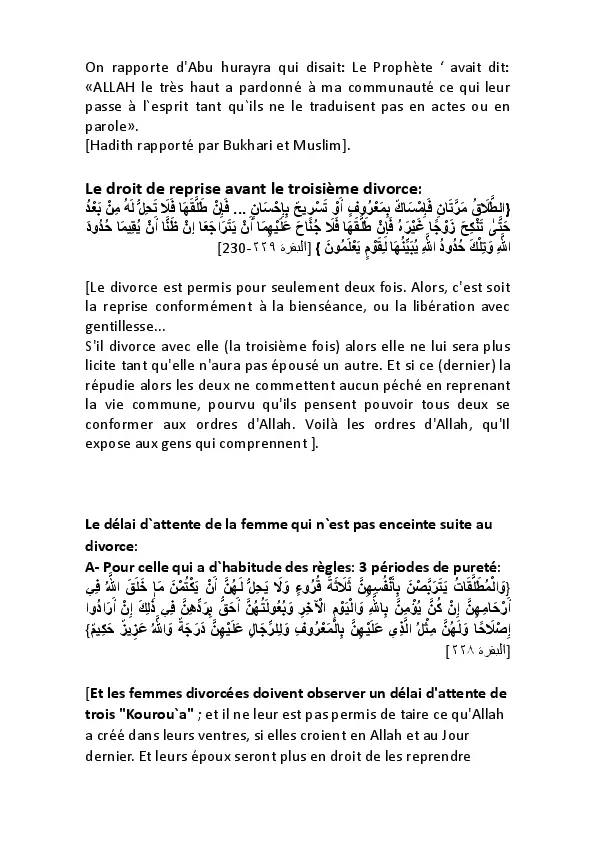 On rapporte d'Abu hurayra qui disait: Le Prophète ‘ avait dit:
«ALLAH le très haut a pardonné à ma communauté ce qui leur
passe à l`esprit tant qu`ils ne le traduisent pas en actes ou en
parole».
[Hadith rapporté par Bukhari et Muslim].
Le droit de reprise avant le troisième divorce:
{الطَّلَاقُ مَرَّتَانِ فَإِمْسَاكٌ بِمَعْرُوفٍ أَوْ تَسْرِيحٌ بِإِحْسَانٍ ... فَإِنْ طَلَّقَهَا فَلَا تَحِلُّ لَهُ مِنْ بَعْدُ
حَتَّىٰ تَنْكِحَ زَوْجًا غَيْرَهُ فَإِنْ طَلَّقَهَا فَلَا جُنَاحَ عَلَيْهِمَا أَنْ يَتَرَاجَعَا إِنْ ظَنَّا أَنْ يُقِيمَا حُدُودَ
اللَّهِ وَتِلْكَ حُدُودُ اللَّهِ يُبَيِّنُهَا لِقَوْمٍ يَعْلَمُونَ } [البقرة ٢٢٩-230]
[Le divorce est permis pour seulement deux fois. Alors, c'est soit
la reprise conformément à la bienséance, ou la libération avec
gentillesse...
S'il divorce avec elle (la troisième fois) alors elle ne lui sera plus
licite tant qu'elle n'aura pas épousé un autre. Et si ce (dernier) la
répudie alors les deux ne commettent aucun péché en reprenant
la vie commune, pourvu qu'ils pensent pouvoir tous deux se
conformer aux ordres d'Allah. Voilà les ordres d'Allah, qu'Il
expose aux gens qui comprennent ].
Le délai d`attente de la femme qui n`est pas enceinte suite au
divorce:
A- Pour celle qui a d`habitude des règles: 3 périodes de pureté:
{وَالْمُطَلَّقَاتُ يَتَرَبَّصْنَ بِأَنْفُسِهِنَّ ثَلَاثَةَ قُرُوءٍ وَلَا يَحِلُّ لَهُنَّ أَنْ يَكْتُمْنَ مَا خَلَقَ اللَّهُ فِي
أَرْحَامِهِنَّ إِنْ كُنَّ يُؤْمِنَّ بِاللَّهِ وَالْيَوْمِ الْآخِرِ وَبُعُولَتُهُنَّ أَحَقُّ بِرَدِّهِنَّ فِي ذَٰلِكَ إِنْ أَرَادُوا
إِصْلَاحًا وَلَهُنَّ مِثْلُ الَّذِي عَلَيْهِنَّ بِالْمَعْرُوفِ وَلِلرِّجَالِ عَلَيْهِنَّ دَرَجَةٌ وَاللَّهُ عَزِيزٌ حَكِيمٌ}
[البقرة ٢٢٨ ]
[Et les femmes divorcées doivent observer un délai d'attente de
trois "Kourou`a" ; et il ne leur est pas permis de taire ce qu'Allah
a créé dans leurs ventres, si elles croient en Allah et au Jour
dernier. Et leurs époux seront plus en droit de les reprendre